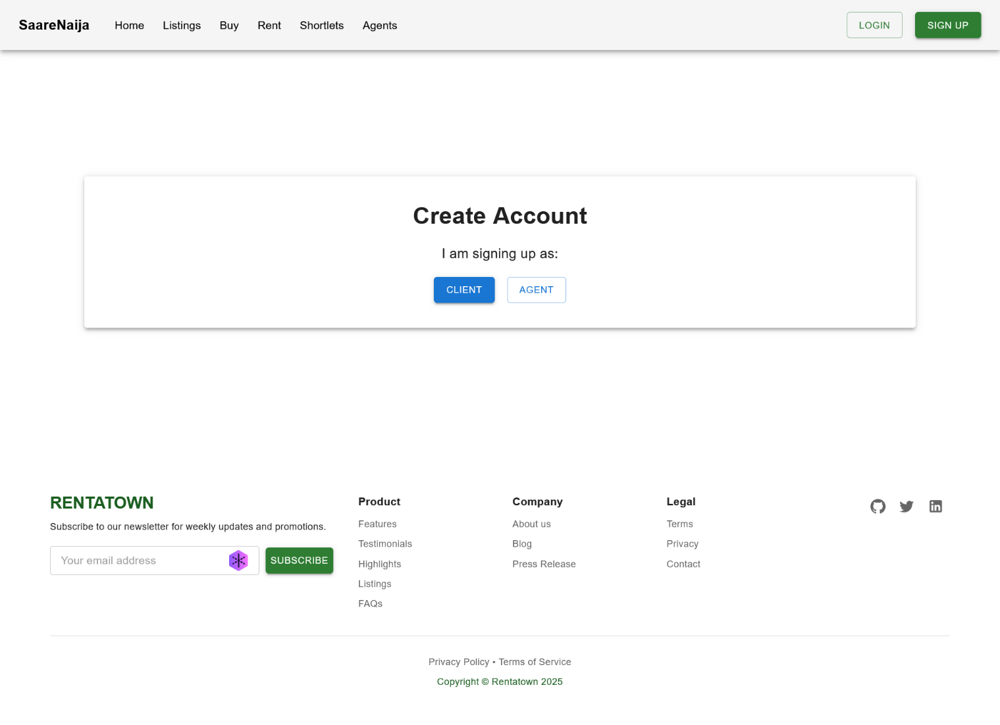 SaareNaija Home Listings Buy Rent Shortlets Agents LOGIN SIGN UP
Create Account
I am signing up as:
CLIENT AGENT
RENTATOWN
Subscribe to our newsletter for weekly updates and promotions.
Your email address SUBSCRIBE
Product
Features
Testimonials
Highlights
Listings
FAQs
Company
About us
Blog
Press Release
Legal
Terms
Privacy
Contact
Privacy Policy • Terms of Service
Copyright © Rentatown 2025